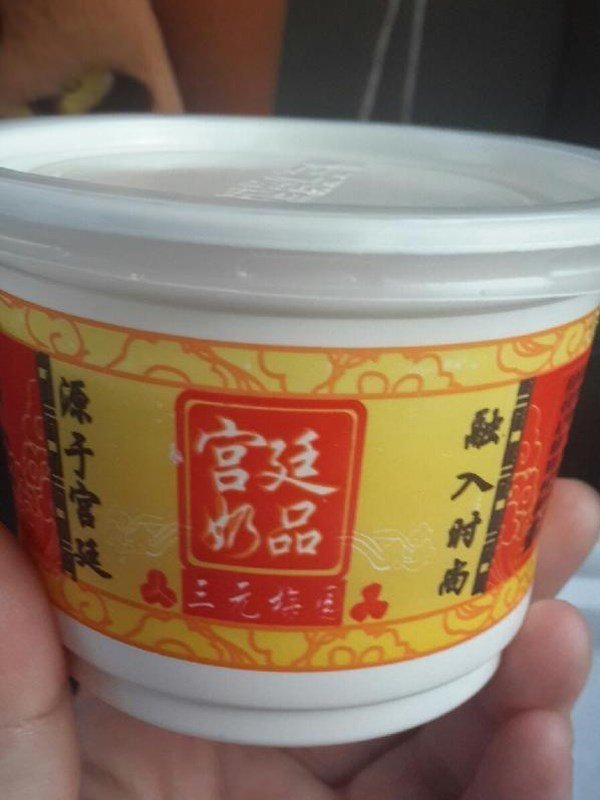 源于宫廷
宫廷
奶品
三元梅园
融入时尚